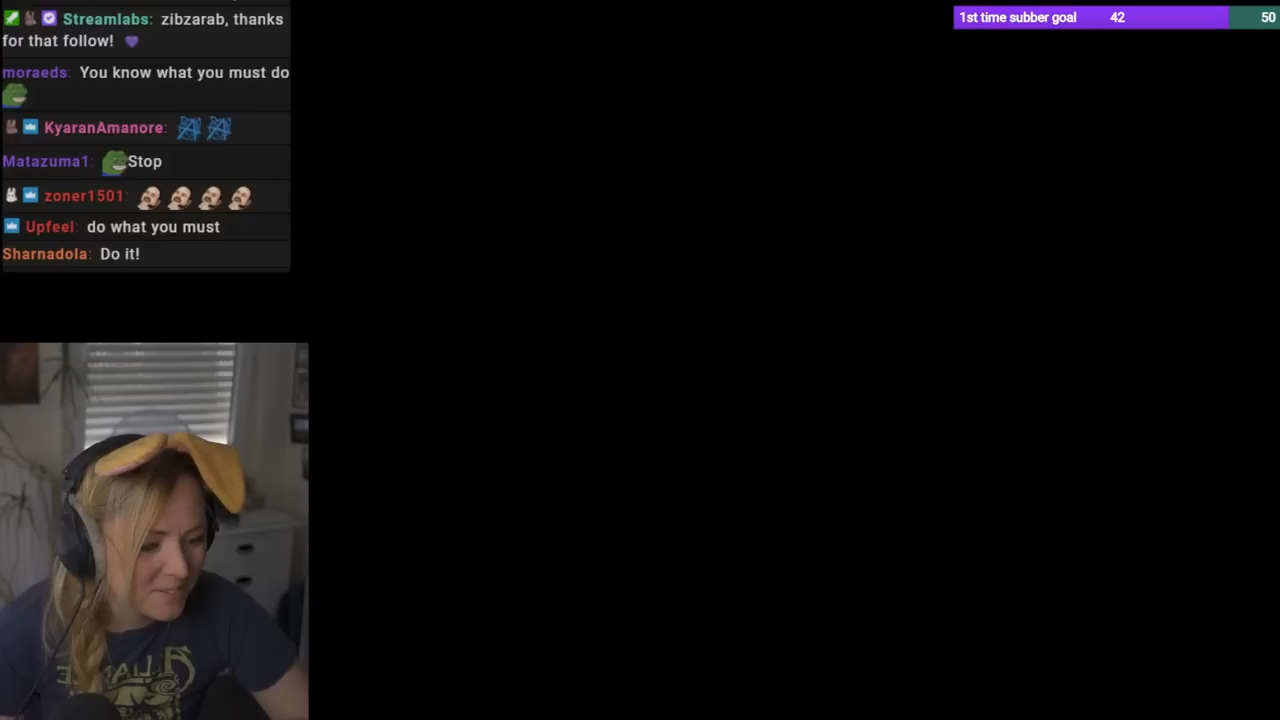 Streamlabs: zibzarab, thanks
for that follow!
moraeds: You know what you must do
KyaranAmanore:
Matazuma1: Stop
zoner1501:
Upfeel: do what you must
Sharnadola: Do it!
1st time subber goal 42 50